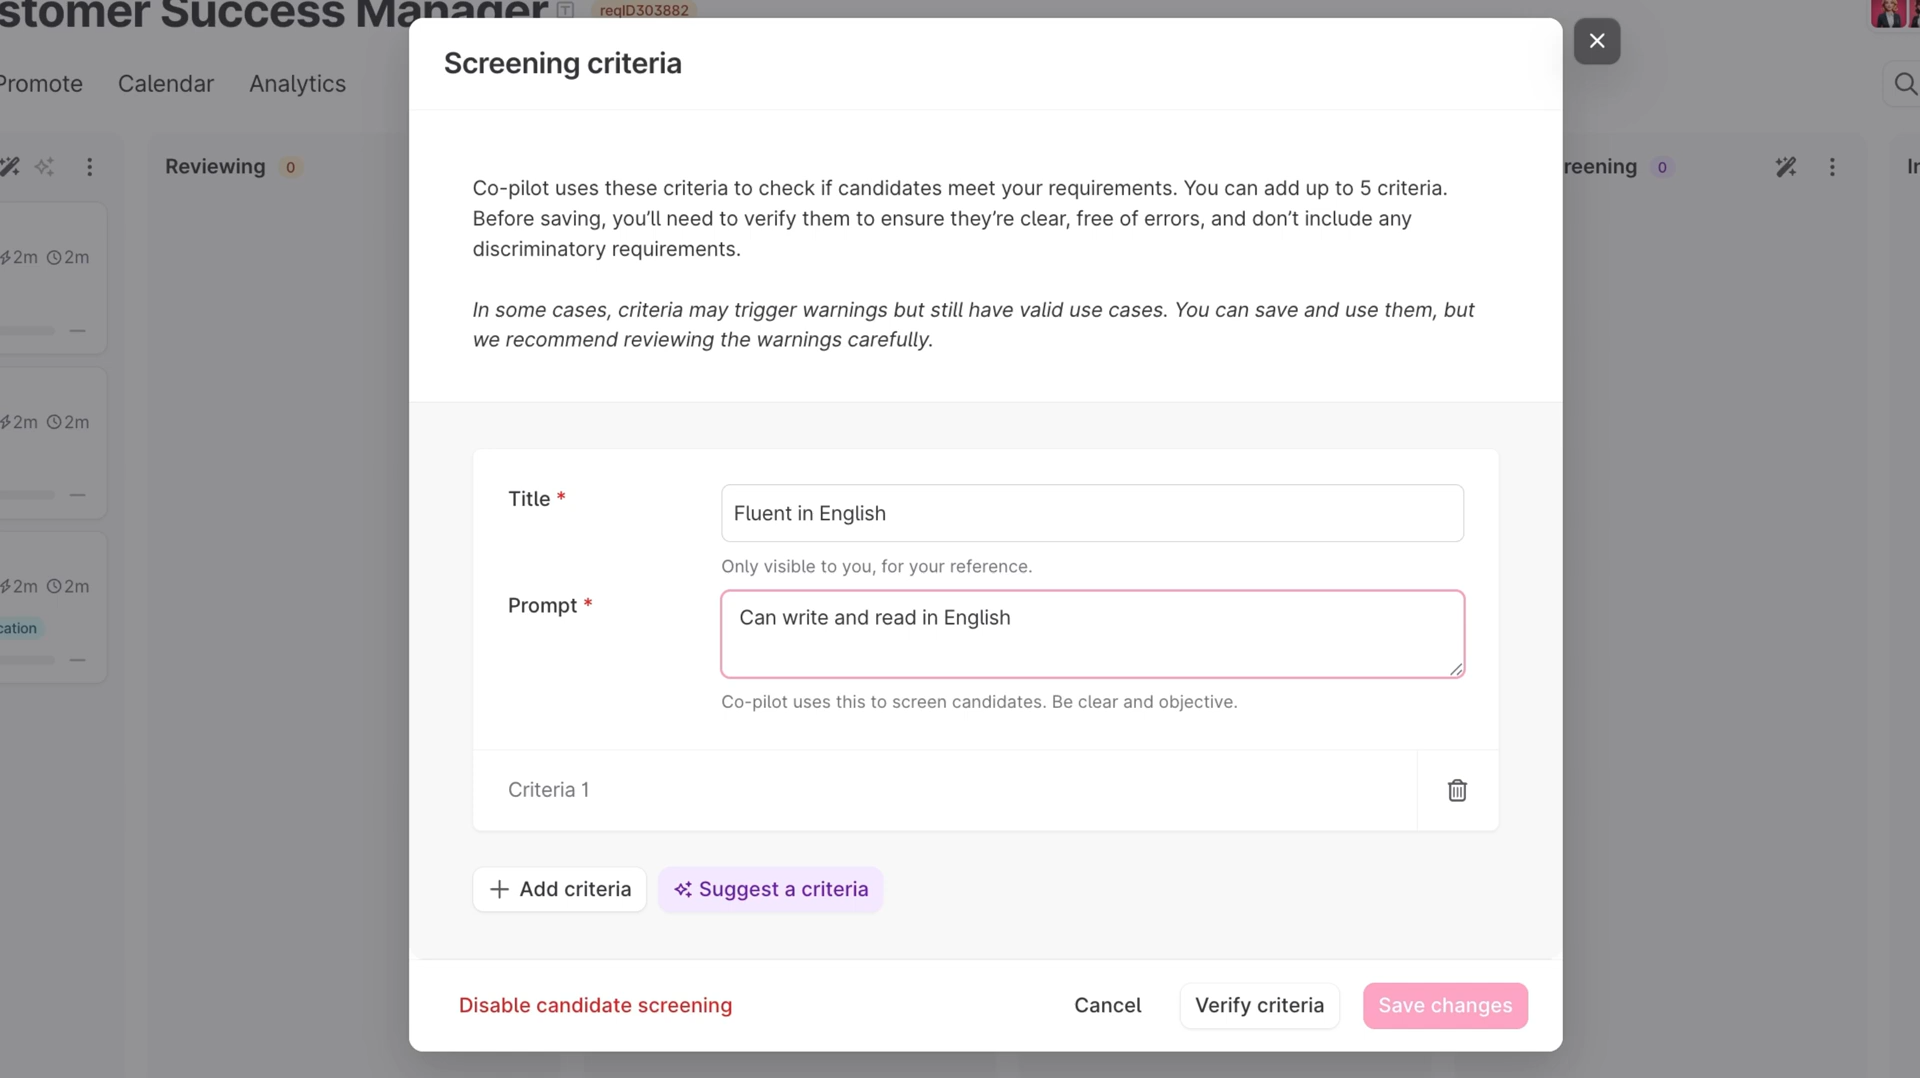 stomer Success Manager reqID303882
Promote Calendar Analytics
Reviewing 0
reening 0
In
2m 2m
2m 2m
2m 2m
cation
Screening criteria
Co-pilot uses these criteria to check if candidates meet your requirements. You can add up to 5 criteria.
Before saving, you’ll need to verify them to ensure they’re clear, free of errors, and don’t include any
discriminatory requirements.
In some cases, criteria may trigger warnings but still have valid use cases. You can save and use them, but
we recommend reviewing the warnings carefully.
Title *
Fluent in English
Only visible to you, for your reference.
Prompt *
Can write and read in English
Co-pilot uses this to screen candidates. Be clear and objective.
Criteria 1
Add criteria
Suggest a criteria
Disable candidate screening
Cancel
Verify criteria
Save changes